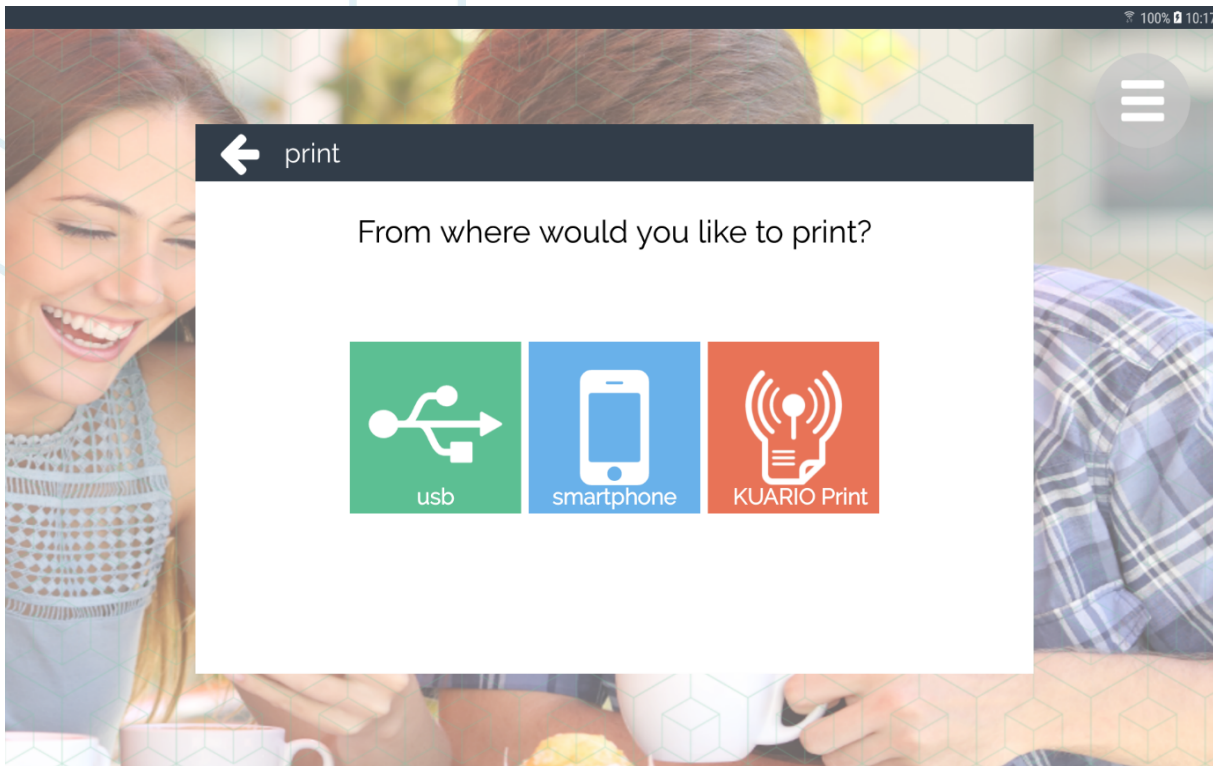 100% 10:17
print
From where would you like to print?
usb
smartphone
KUARIO Print